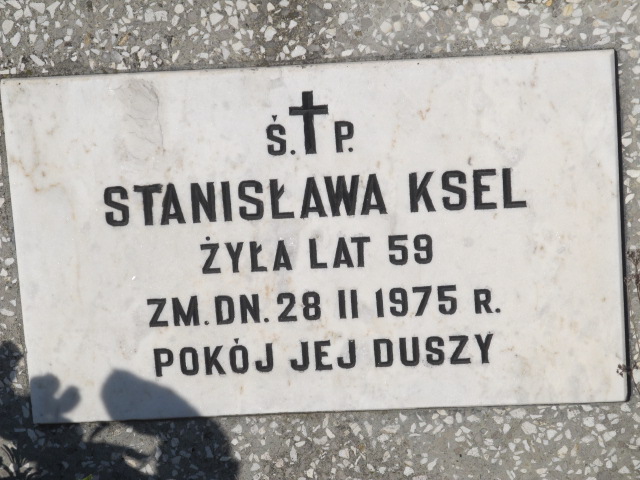 Ś. P.
STANISŁAWA KSEL
ŻYŁA LAT 59
ZM. DN. 28 II 1975 R.
POKÓJ JEJ DUSZY